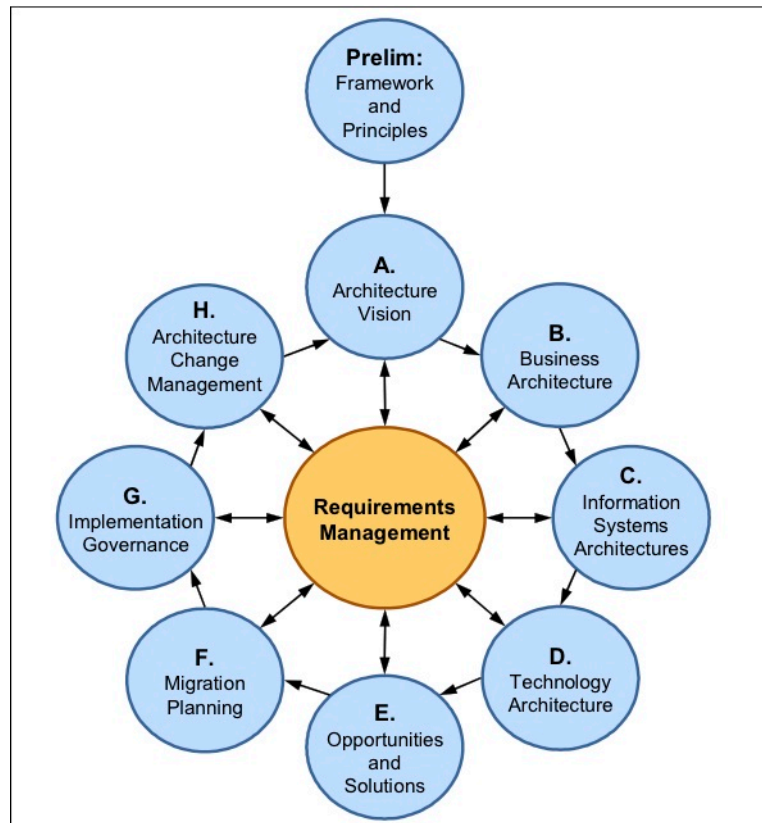 Prelim:
Framework
and
Principles
A.
Architecture
Vision
B.
Business
Architecture
C.
Information
Systems
Architectures
D.
Technology
Architecture
E.
Opportunities
and
Solutions
F.
Migration
Planning
G.
Implementation
Governance
H.
Architecture
Change
Management
Requirements
Management